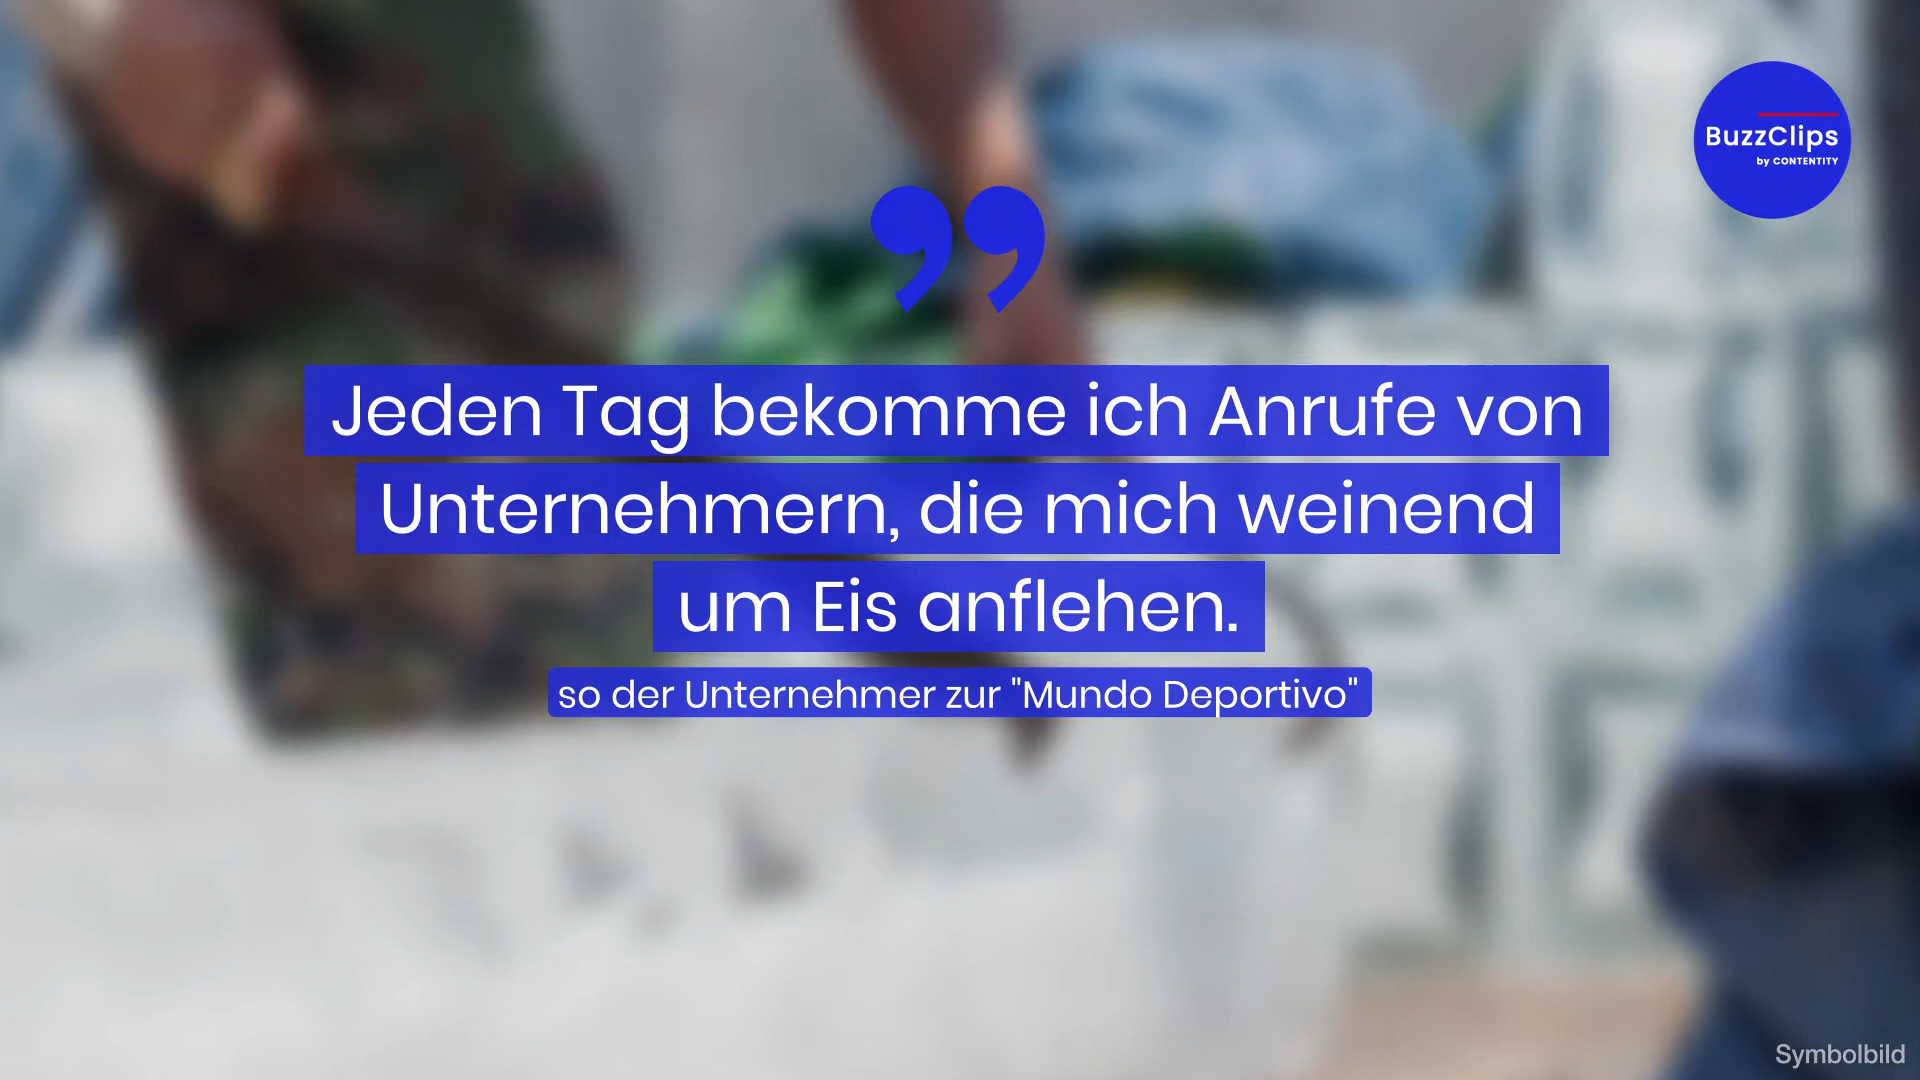 BuzzClips
by CONTENTITY
”
Jeden Tag bekomme ich Anrufe von
Unternehmern, die mich weinend
um Eis anflehen.
so der Unternehmer zur "Mundo Deportivo"
Symbolbild